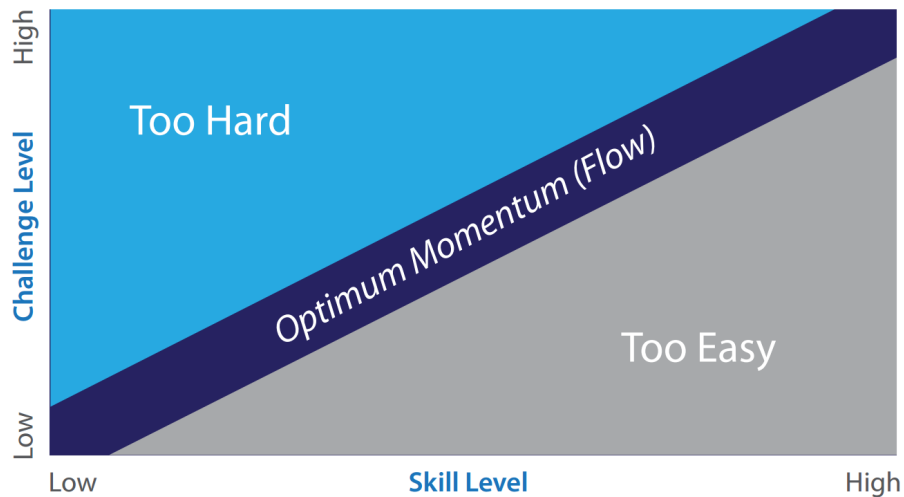 High
Too Hard
Challenge Level
Optimum Momentum (Flow)
Too Easy
Low
Low
Skill Level
High